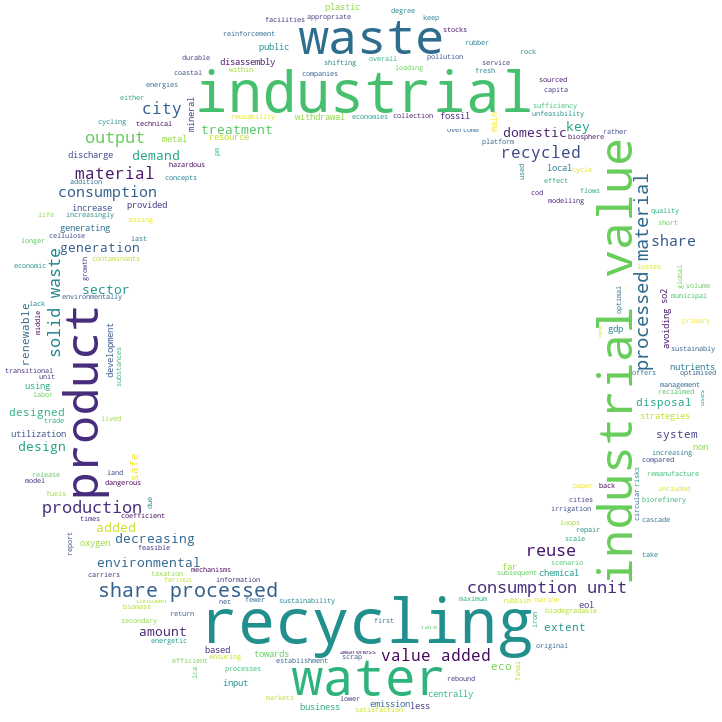 plastic
degree
facilities appropriate keep
reinforcement stocks
waste
rubber
public shifting overall pollution rock
durable disassembly service
coastal within loading fresh sourced
energies companies capita
industrial
either city mineral reusability economies sufficiency
cycling withdrawal collection fossil main unfeasibility
technical treatment overcome domestic key
output metal resource platform biosphere rather
discharge demand recycled local cycle
hazardous used
material concepts effect flows
addition cod modelling
consumption
increase provided quality
life increasingly mixing short
generating
longer cellulose last share
generation industrial value
solid waste contaminants processed material
economic growth losses
sector global
lack environmentally optimal volume
renewable middle avoiding so2 municipal
product primary
development gdp
substances sustainably
transitional offers nutrients optimised
unit
using management
labor disposal reclaimed uses
designed lived strategies
trade
utilization system
design non
increasing
safe compared
release land back circular risks remanufacture
model dangerous
fuels paper included
cities biorefinery
production due irrigation
coefficient cascade
times loops
added feasible repair
decreasing scale take
report oxygen reuse
environmental scenario
far
carriers taxation mechanisms subsequent chemical
ferrous information
share processed consumption unit
biomass consumer net fewer sustainability maximum rubbish marine eol
secondary return biodegradable
amount recycling iron extent
energetic first
based original
towards awareness value added
efficient ensuring establishment scrap eco
lca processes water final
input rebound
markets lower centrally
business emission less
satisfaction